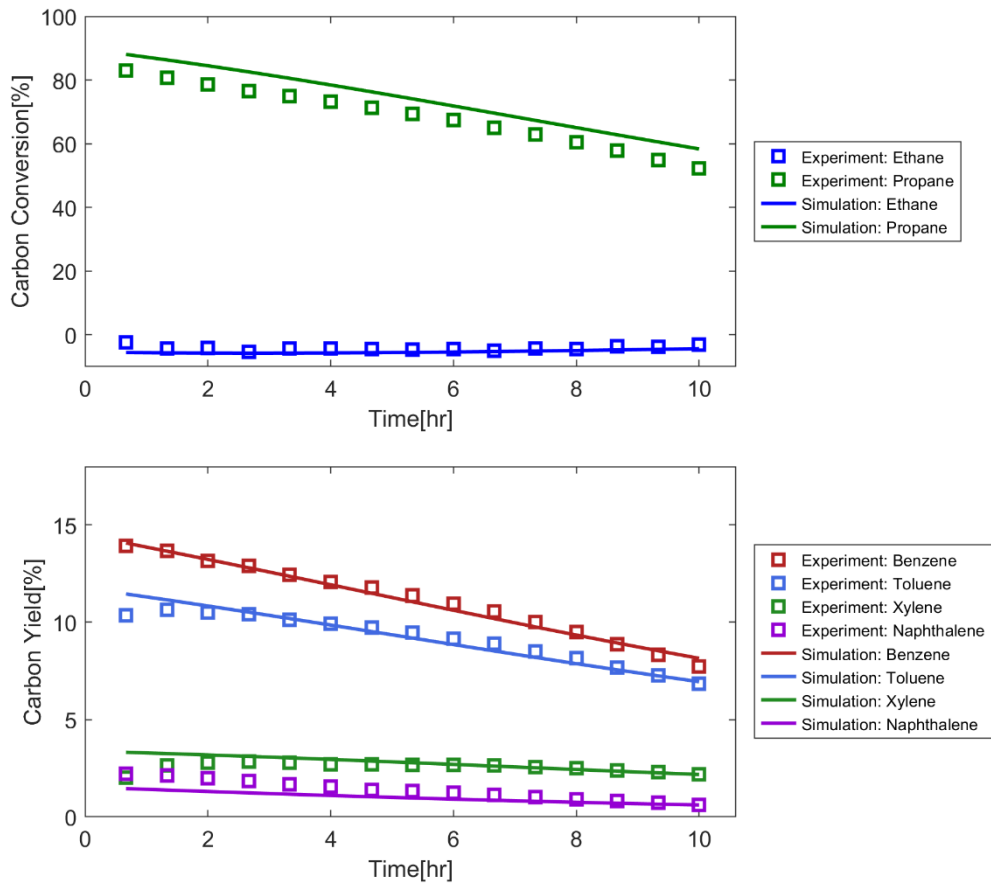 100
80
60
40
20
0
Carbon Conversion[%]
0 2 4 6 8 10
Time[hr]
Experiment: Ethane
Experiment: Propane
Simulation: Ethane
Simulation: Propane
15
10
5
0
Carbon Yield[%]
0 2 4 6 8 10
Time[hr]
Experiment: Benzene
Experiment: Toluene
Experiment: Xylene
Experiment: Naphthalene
Simulation: Benzene
Simulation: Toluene
Simulation: Xylene
Simulation: Naphthalene